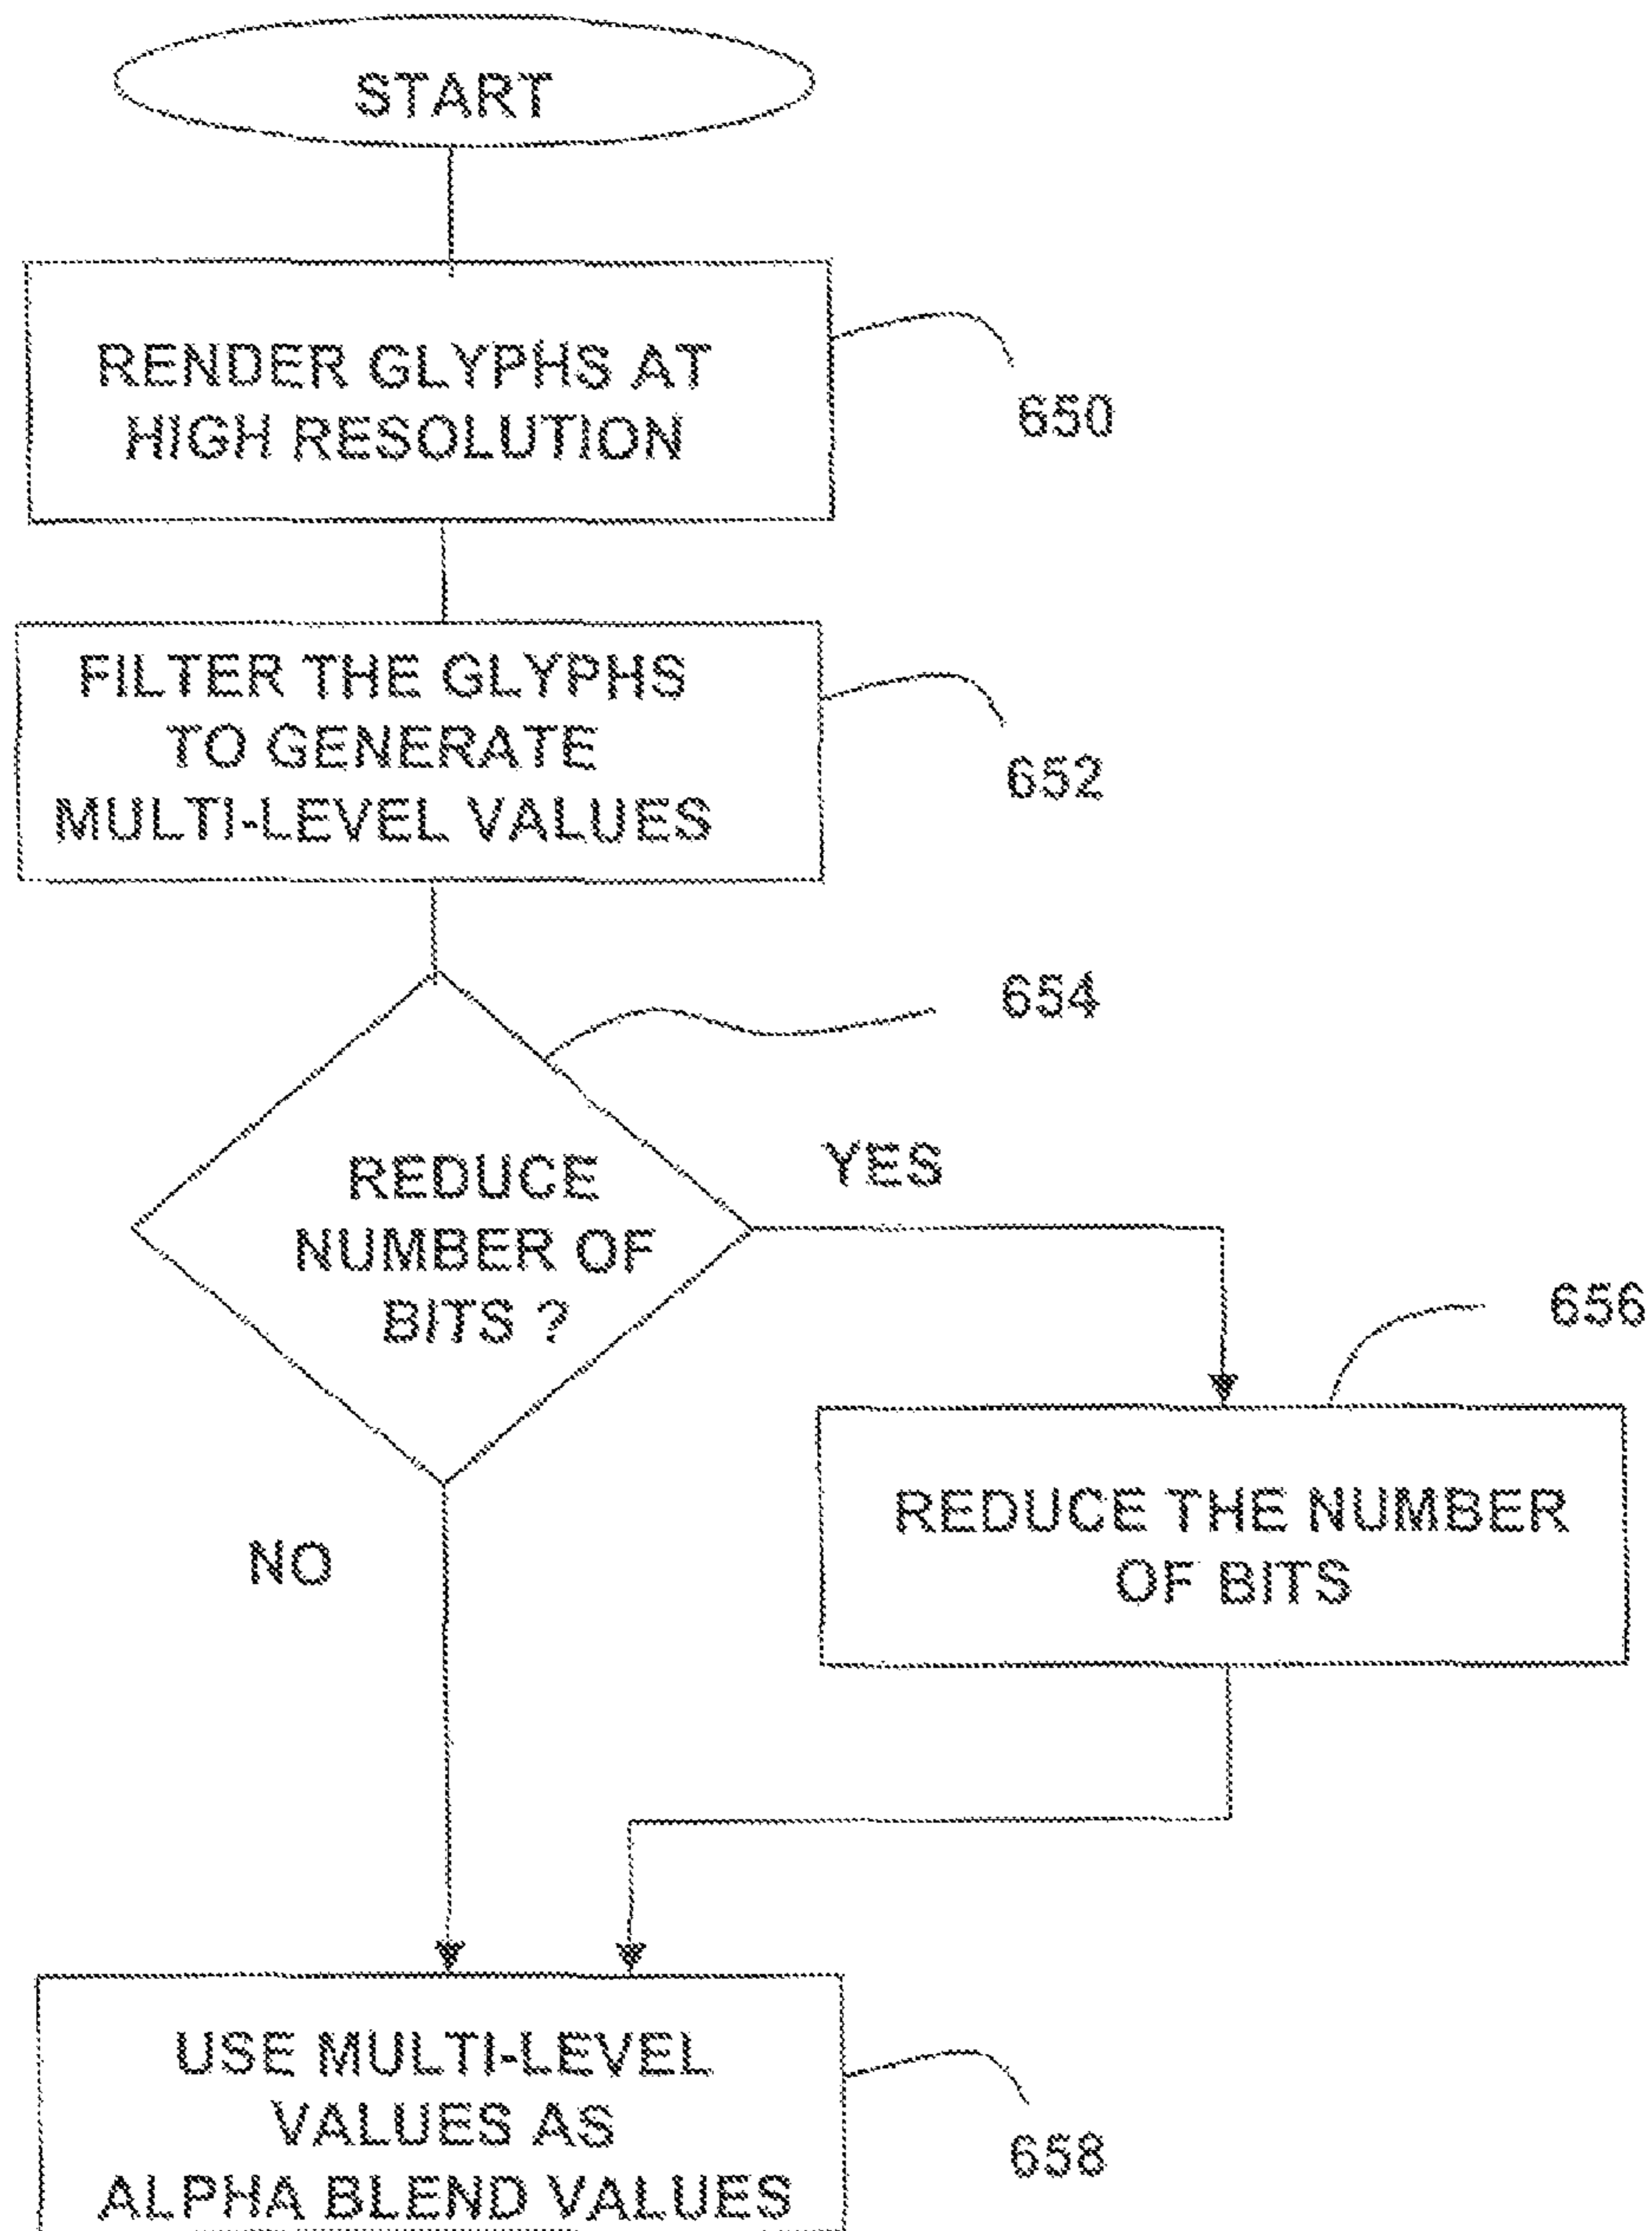 START
RENDER GLYPHS AT
HIGH RESOLUTION
650
FILTER THE GLYPHS
TO GENERATE
MULTI-LEVEL VALUES
652
654
REDUCE
NUMBER OF
BITS ?
YES
656
REDUCE THE NUMBER
OF BITS
NO
USE MULTI-LEVEL
VALUES AS
ALPHA BLEND VALUES
658